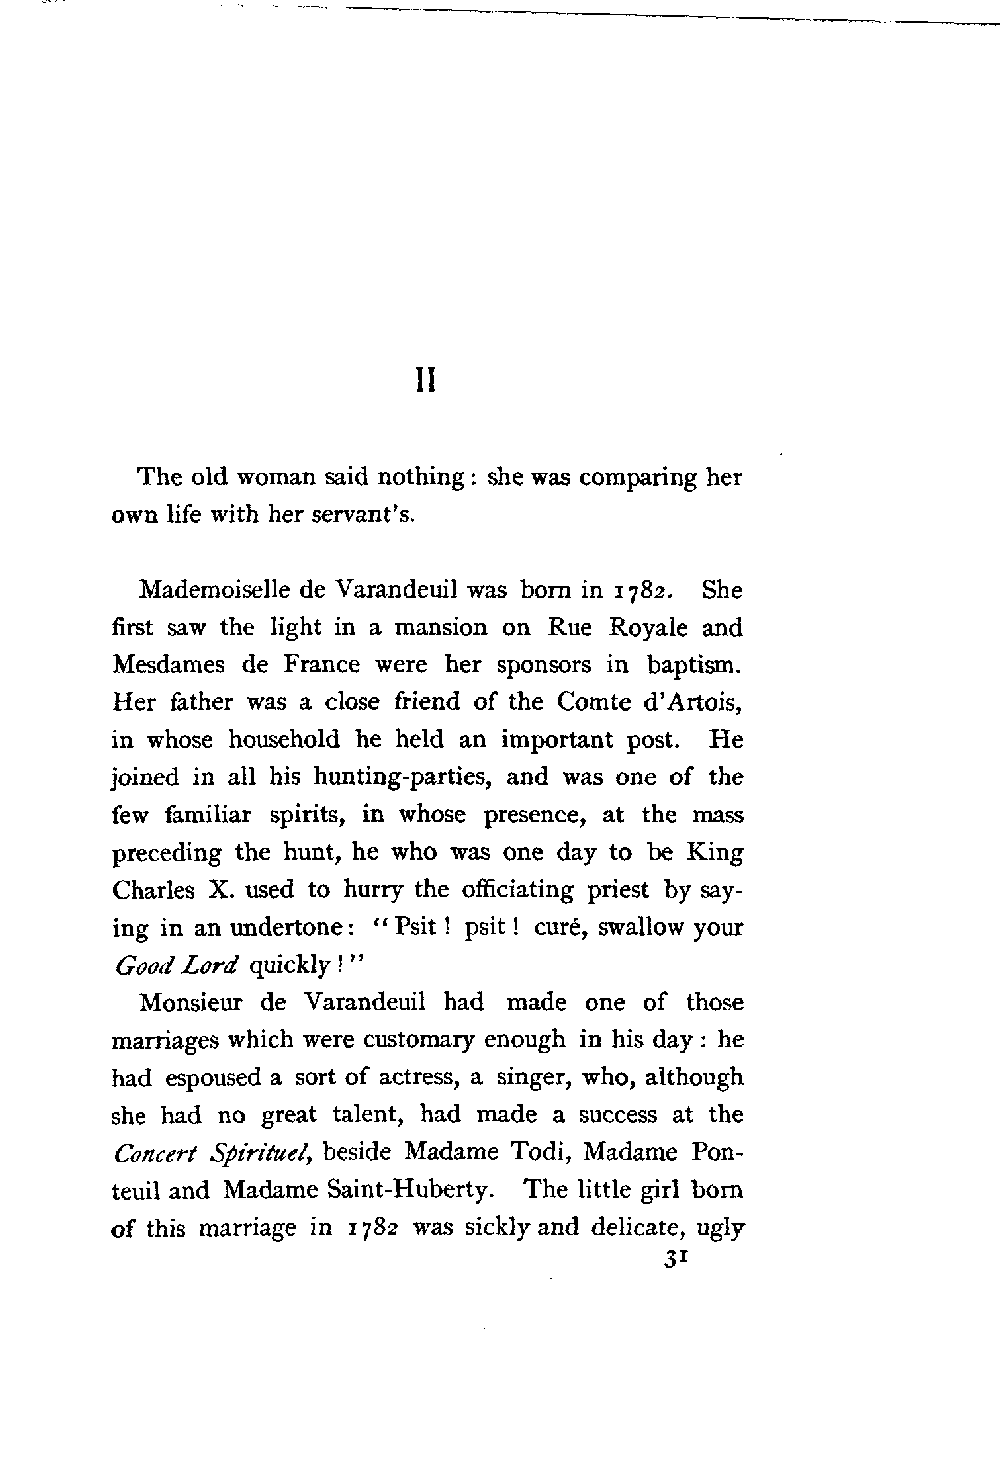 II
The old woman said nothing: she was comparing her
own life with her servant's.
Mademoiselle de Varandeuil was born in 1782. She
first saw the light in a mansion on Rue Royale and
Mesdames de France were her sponsors in baptism.
Her father was a close friend of the Comte d'Artois,
in whose household he held an important post. He
joined in all his hunting-parties, and was one of the
few familiar spirits, in whose presence, at the mass
preceding the hunt, he who was one day to be King
Charles X. used to hurry the officiating priest by say-
ing in an undertone: "Psit! psit! curé, swallow your
Good Lord quickly!"
Monsieur de Varandeuil had made one of those
marriages which were customary enough in his day: he
had espoused a sort of actress, a singer, who, although
she had no great talent, had made a success at the
Concert Spirituel, beside Madame Todi, Madame Pon-
teuil and Madame Saint-Huberty. The little girl born
of this marriage in 1782 was sickly and delicate, ugly
31